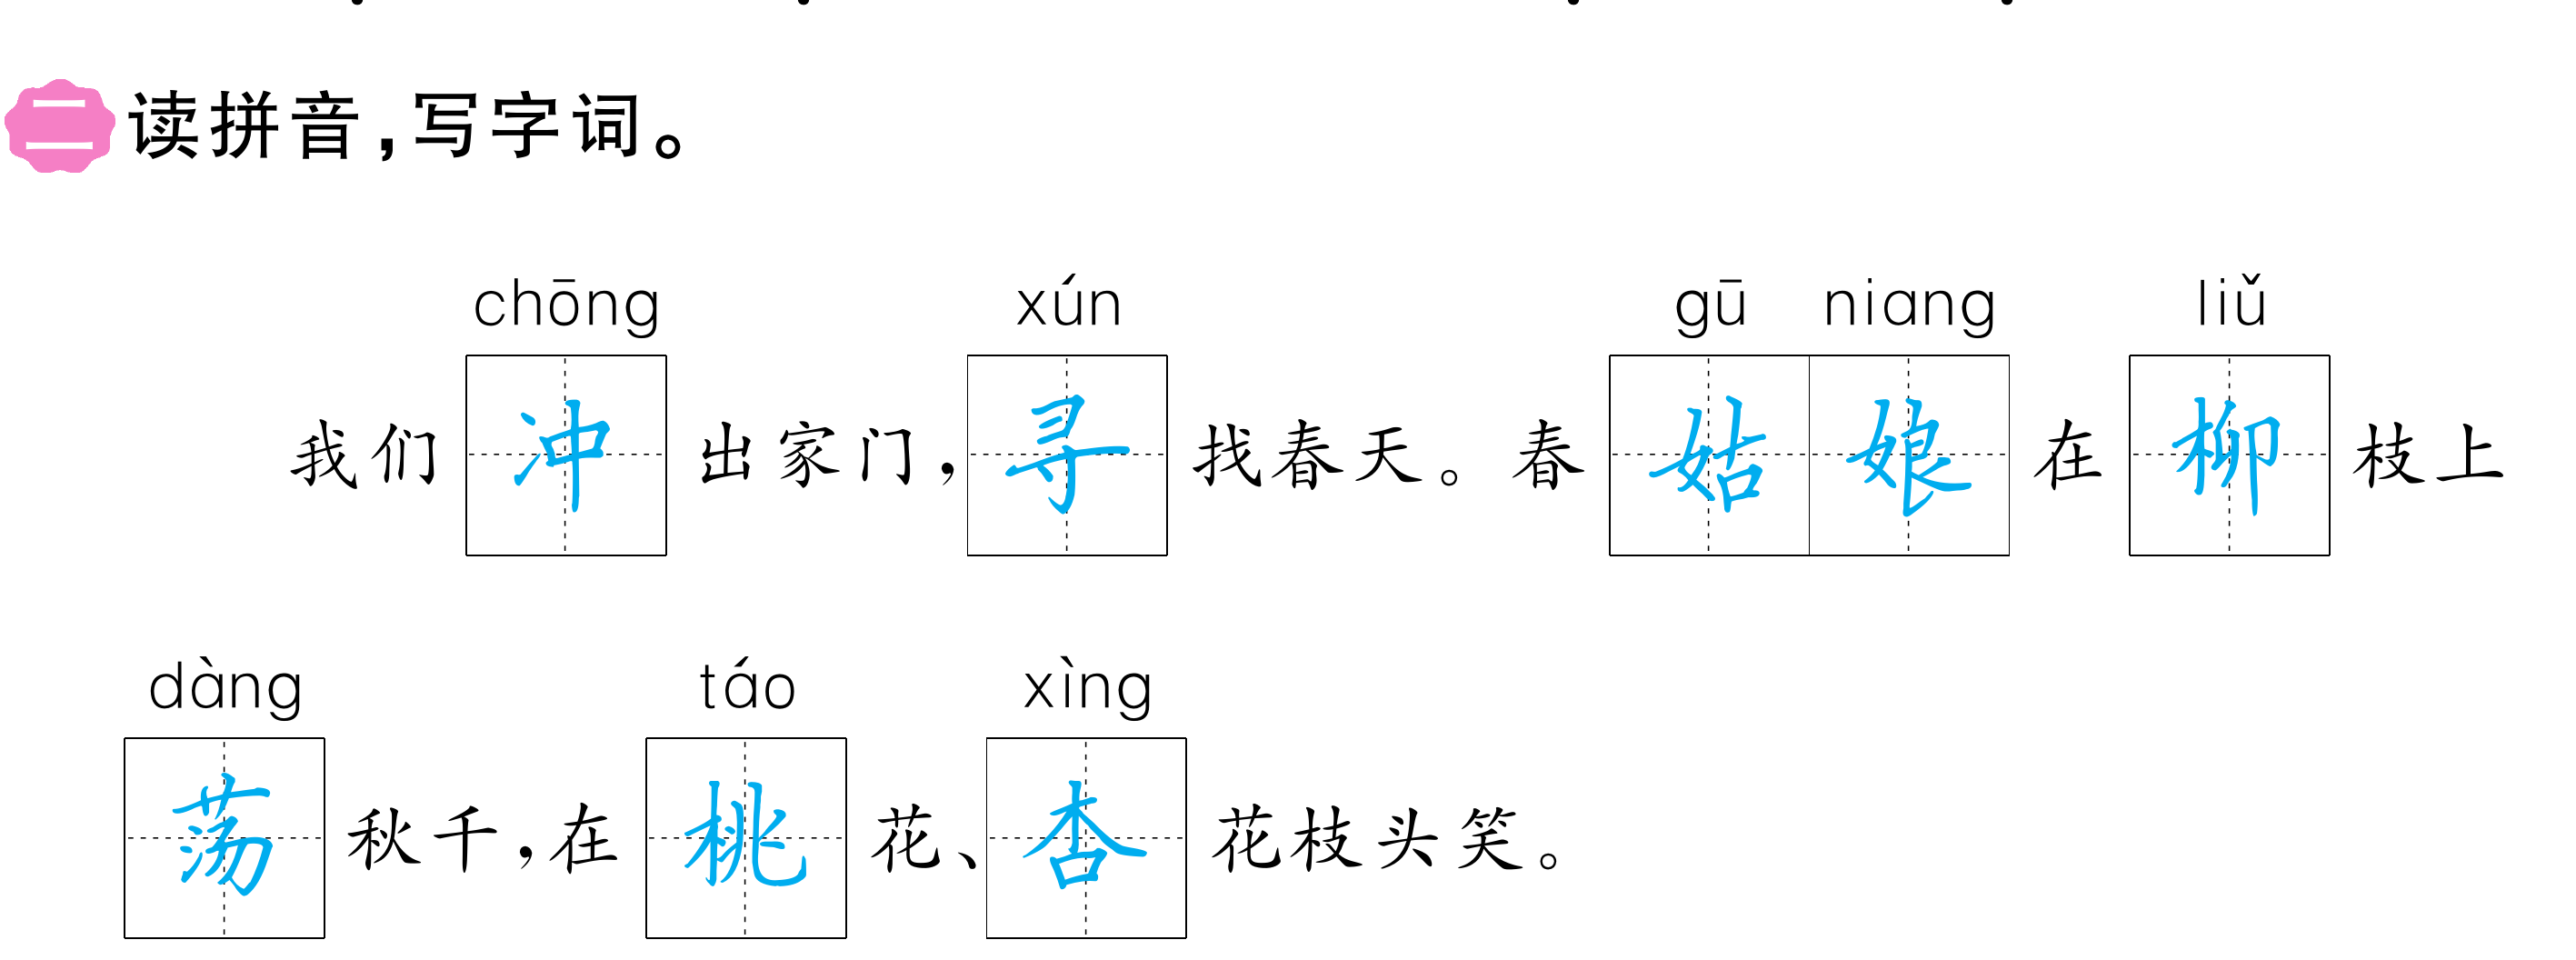 二 读拼音,写字词。
chōng xún gū niang liǔ
我们 冲 出家门,寻 找春天。春 姑 娘 在 柳 枝上
dàng táo xìng
荡 秋千,在 桃 花、杏 花枝头笑。